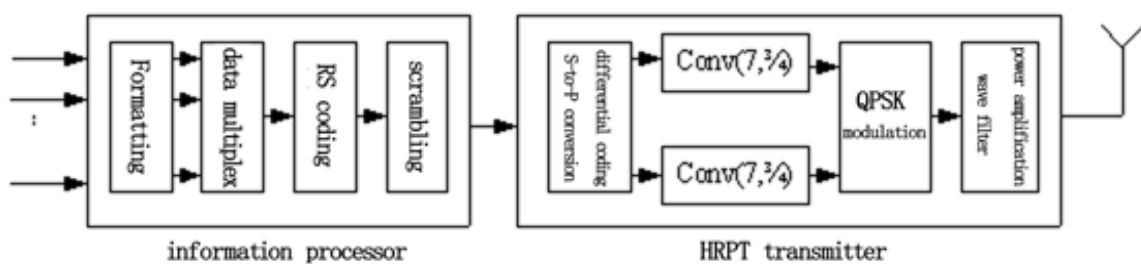 Formatting
data multiplex
RS coding
scrambling
differential coding
S-to-P conversion
Conv(7,¾)
Conv(7,¾)
QPSK
modulation
power amplification
wave filter
..
information processor
HRPT transmitter